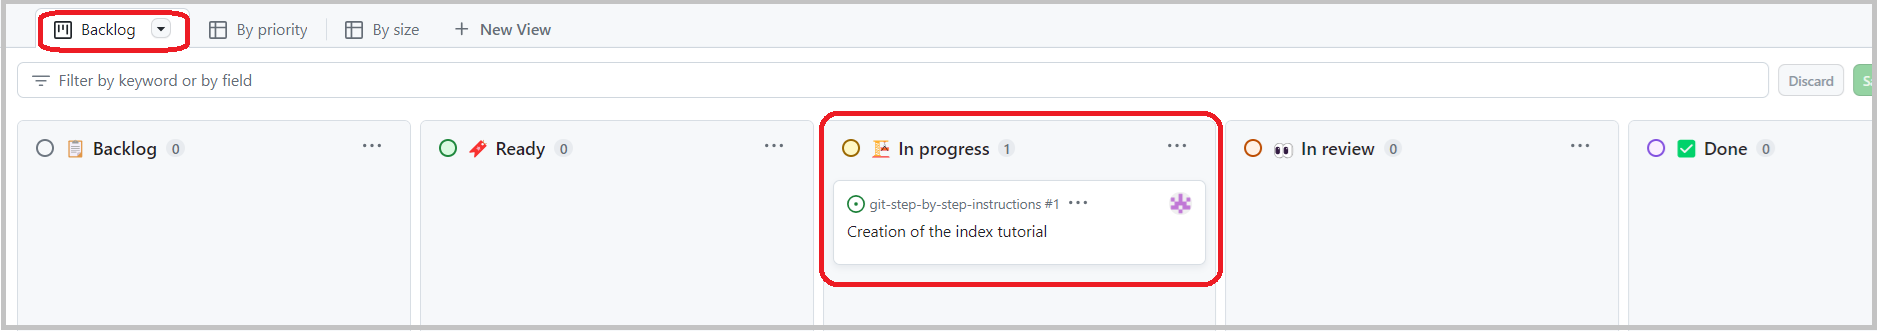 Backlog By priority By size + New View
Filter by keyword or by field Discard Sa
Backlog 0 Ready 0 In progress 1 In review 0 Done 0
git-step-by-step-instructions #1
Creation of the index tutorial